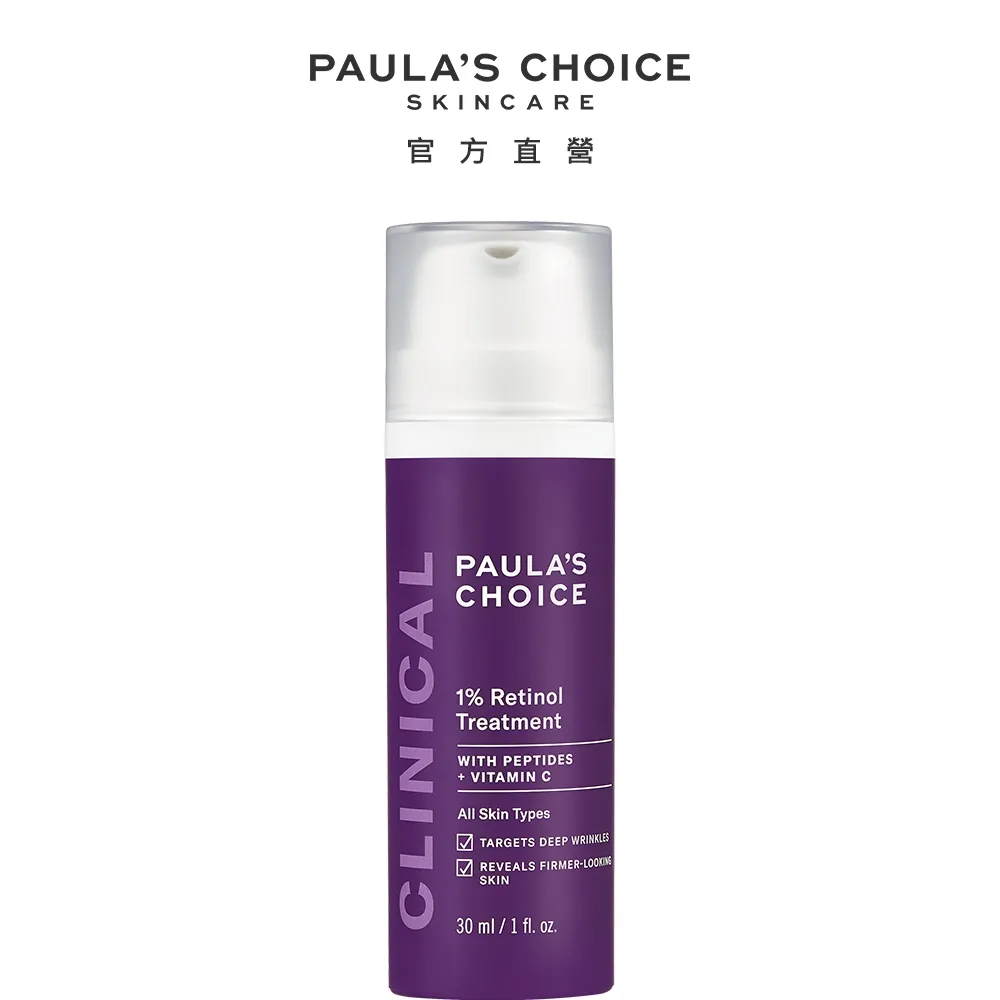 PAULA'S CHOICE
SKINCARE
官方直營
CLINICAL
PAULA'S
CHOICE
1% Retinol
Treatment
WITH PEPTIDES
+ VITAMIN C
All Skin Types
TARGETS DEEP WRINKLES
REVEALS FIRMER-LOOKING
SKIN
30 ml / 1 fl. oz.